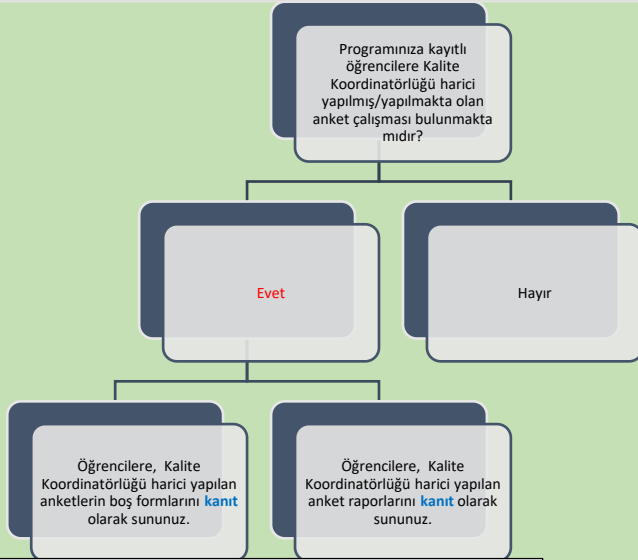 Programınıza kayıtlı
öğrencilere Kalite
Koordinatörlüğü harici
yapılmış/yapılmakta olan
anket çalışması bulunmakta
mıdır?
Evet
Hayır
Öğrencilere, Kalite
Koordinatörlüğü harici yapılan
anketlerin boş formlarını kanıt
olarak sununuz.
Öğrencilere, Kalite
Koordinatörlüğü harici yapılan
anket raporlarını kanıt olarak
sununuz.